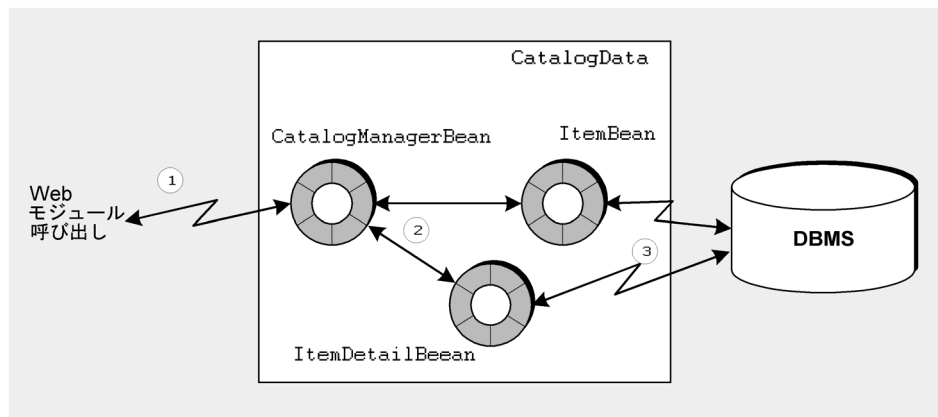 CatalogData
CatalogManagerBean
ItemBean
1
Web
モジュール
呼び出し
2
3
DBMS
ItemDetailBeean